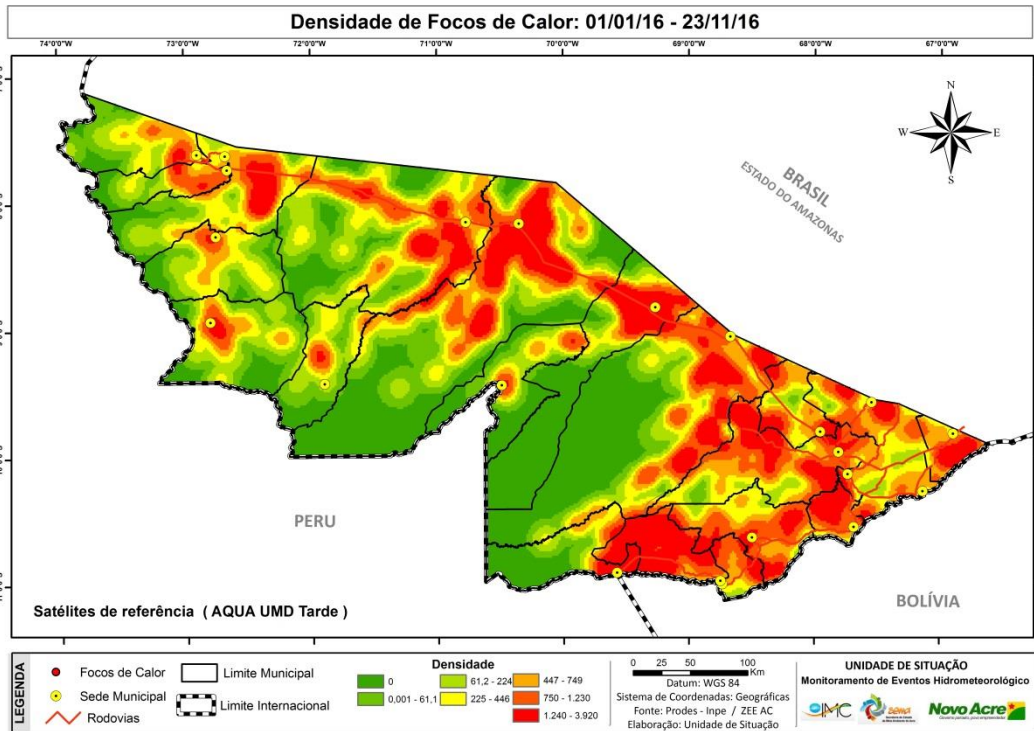 Densidade de Focos de Calor: 01/01/16 - 23/11/16
74°0'0"W 73°0'0"W 72°0'0"W 71°0'0"W 70°0'0"W 69°0'0"W 68°0'0"W 67°0'0"W
N
W E
S
BRASIL
ESTADO DO AMAZONAS
PERU
BOLÍVIA
Satélites de referência ( AQUA UMD Tarde )
LEGENDA
Focos de Calor
Sede Municipal
Rodovias
Limite Municipal
Limite Internacional
Densidade
0
0,001 - 61,1
61,2 - 224
225 - 446
447 - 749
750 - 1.230
1.240 - 3.920
0 25 50 100
Km
Datum: WGS 84
Sistema de Coordenadas: Geográficas
Fonte: Prodes - Inpe / ZEE AC
Elaboração: Unidade de Situação
UNIDADE DE SITUAÇÃO
Monitoramento de Eventos Hidrometeorológico
IMC
sema
Novo Acre